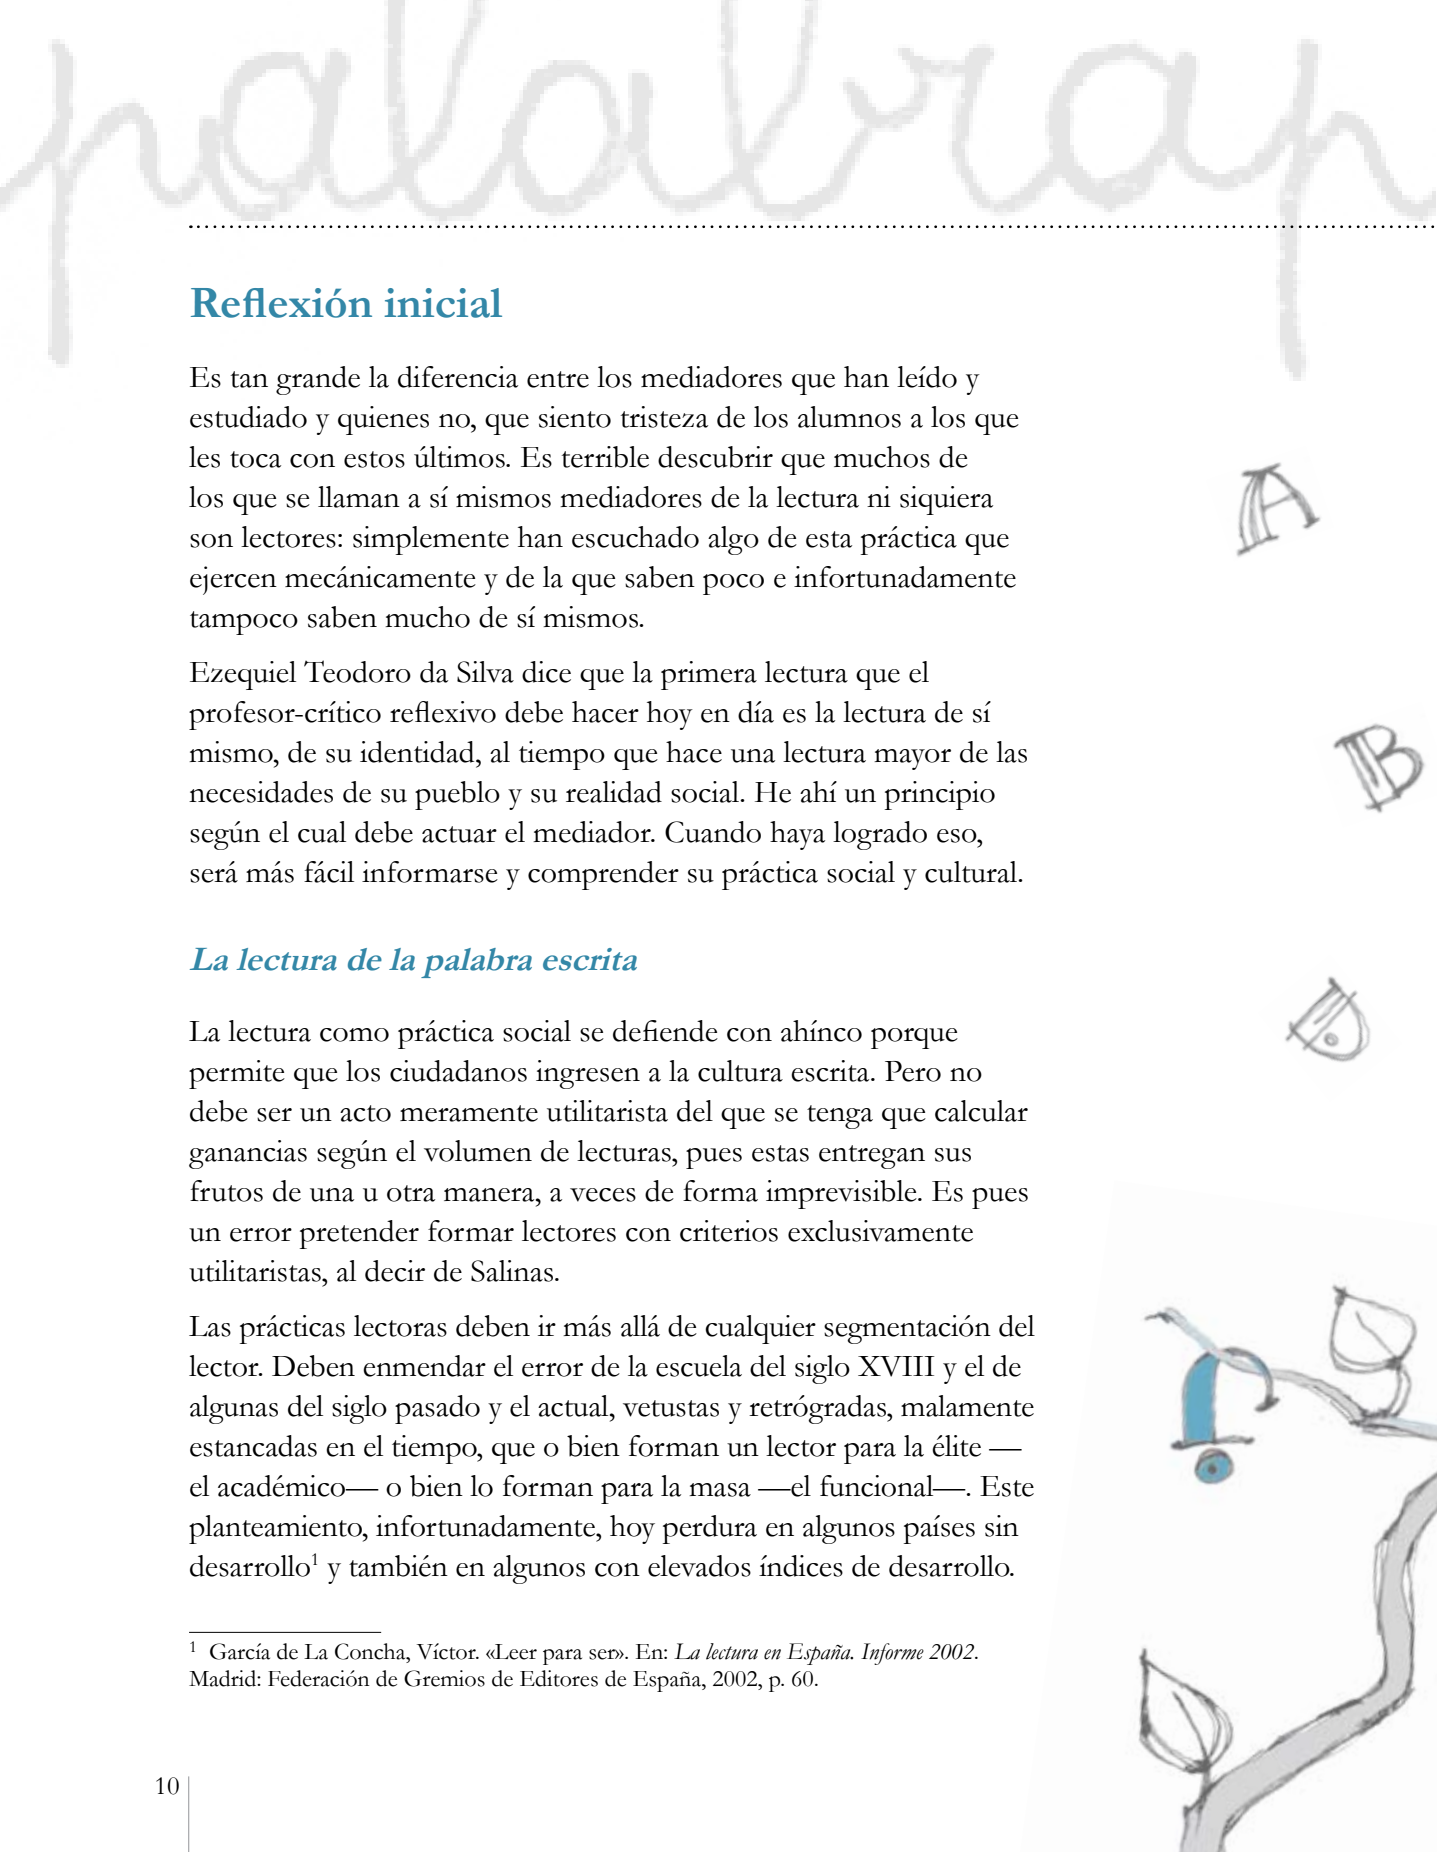 palabrap
Reflexión inicial
Es tan grande la diferencia entre los mediadores que han leído y
estudiado y quienes no, que siento tristeza de los alumnos a los que
les toca con estos últimos. Es terrible descubrir que muchos de
los que se llaman a sí mismos mediadores de la lectura ni siquiera
son lectores: simplemente han escuchado algo de esta práctica que
ejercen mecánicamente y de la que saben poco e infortunadamente
tampoco saben mucho de sí mismos.
Ezequiel Teodoro da Silva dice que la primera lectura que el
profesor-crítico reflexivo debe hacer hoy en día es la lectura de sí
mismo, de su identidad, al tiempo que hace una lectura mayor de las
necesidades de su pueblo y su realidad social. He ahí un principio
según el cual debe actuar el mediador. Cuando haya logrado eso,
será más fácil informarse y comprender su práctica social y cultural.
La lectura de la palabra escrita
La lectura como práctica social se defiende con ahínco porque
permite que los ciudadanos ingresen a la cultura escrita. Pero no
debe ser un acto meramente utilitarista del que se tenga que calcular
ganancias según el volumen de lecturas, pues estas entregan sus
frutos de una u otra manera, a veces de forma imprevisible. Es pues
un error pretender formar lectores con criterios exclusivamente
utilitaristas, al decir de Salinas.
Las prácticas lectoras deben ir más allá de cualquier segmentación del
lector. Deben enmendar el error de la escuela del siglo XVIII y el de
algunas del siglo pasado y el actual, vetustas y retrógradas, malamente
estancadas en el tiempo, que o bien forman un lector para la élite —
el académico— o bien lo forman para la masa —el funcional—. Este
planteamiento, infortunadamente, hoy perdura en algunos países sin
desarrollo¹ y también en algunos con elevados índices de desarrollo.
¹ García de La Concha, Víctor. «Leer para ser». En: La lectura en España. Informe 2002.
Madrid: Federación de Gremios de Editores de España, 2002, p. 60.
10
A
B
D